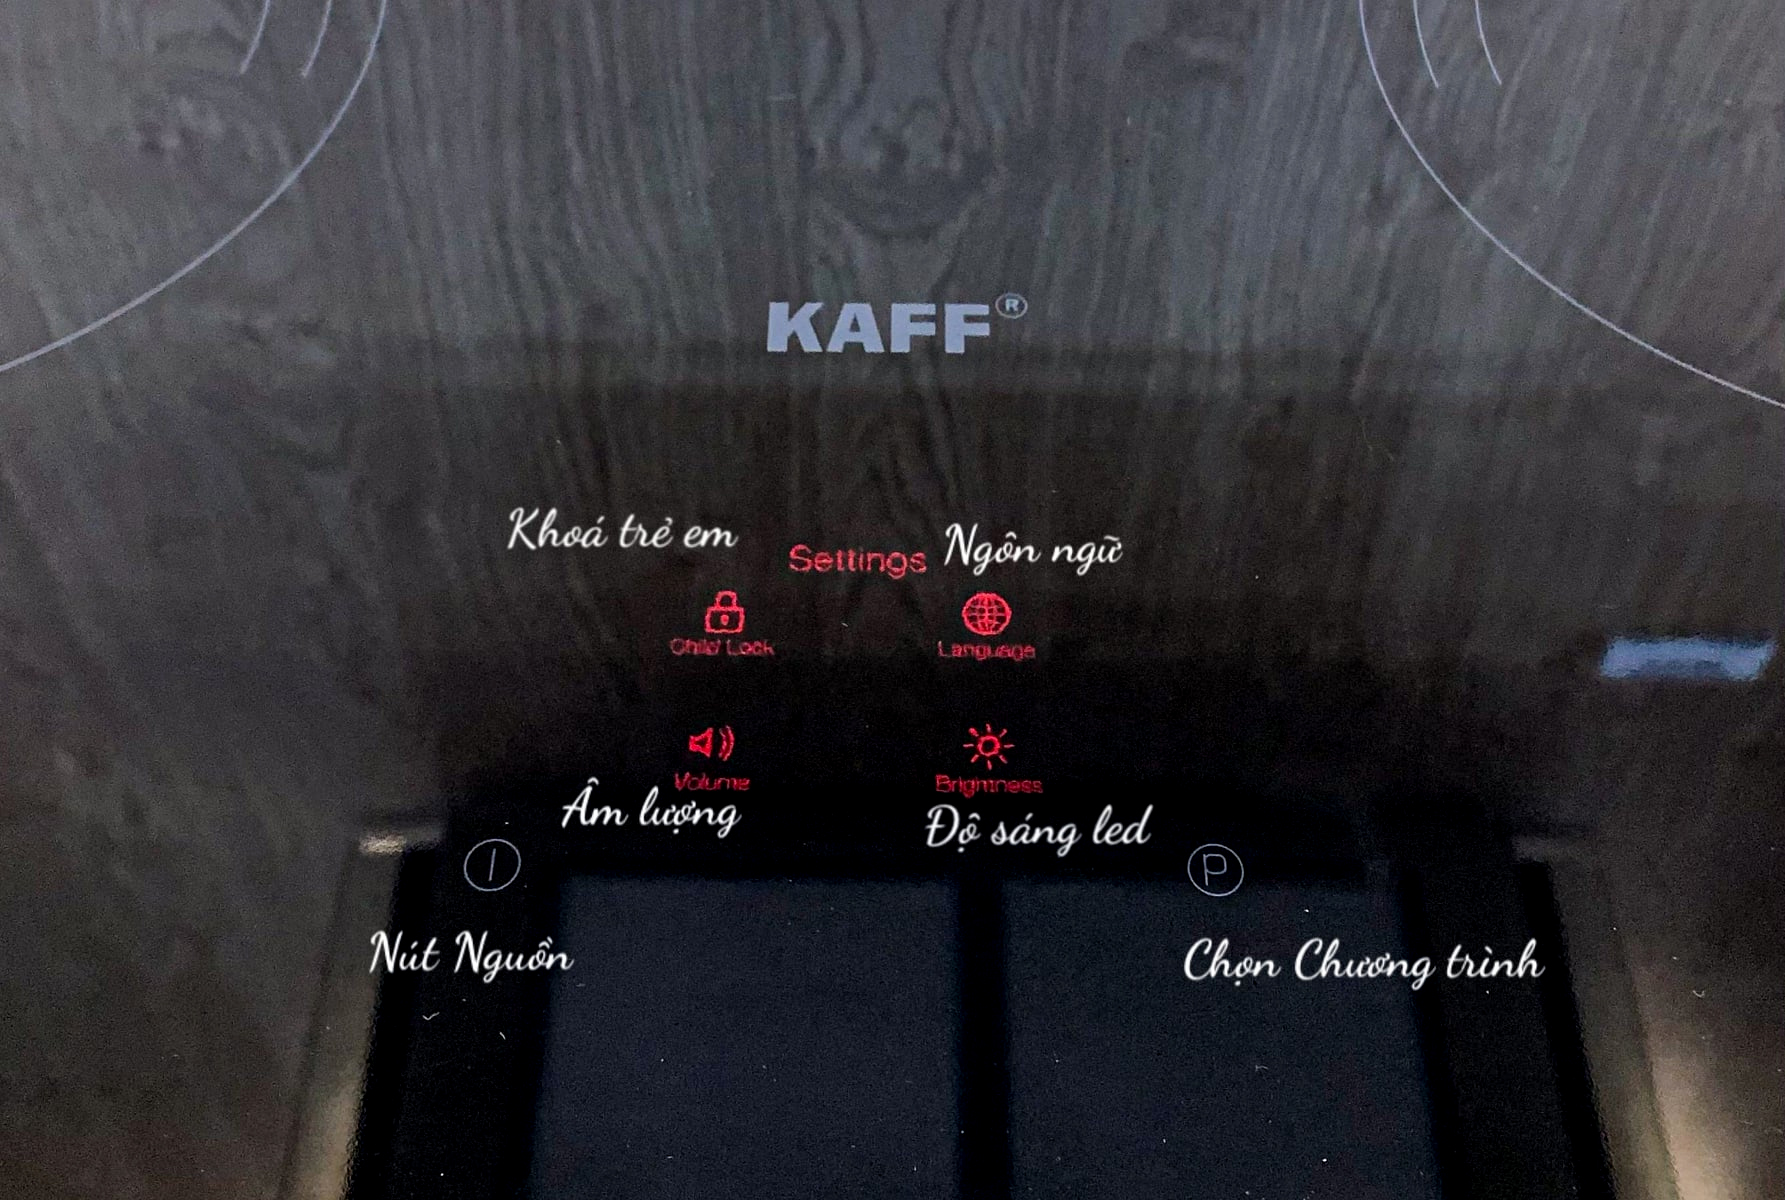 KAFF®
Khoá trẻ em
Settings
Ngôn ngữ
Child Lock
Language
Volume
Brightness
Âm lượng
Độ sáng led
P
Nút Nguồn
Chọn Chương trình